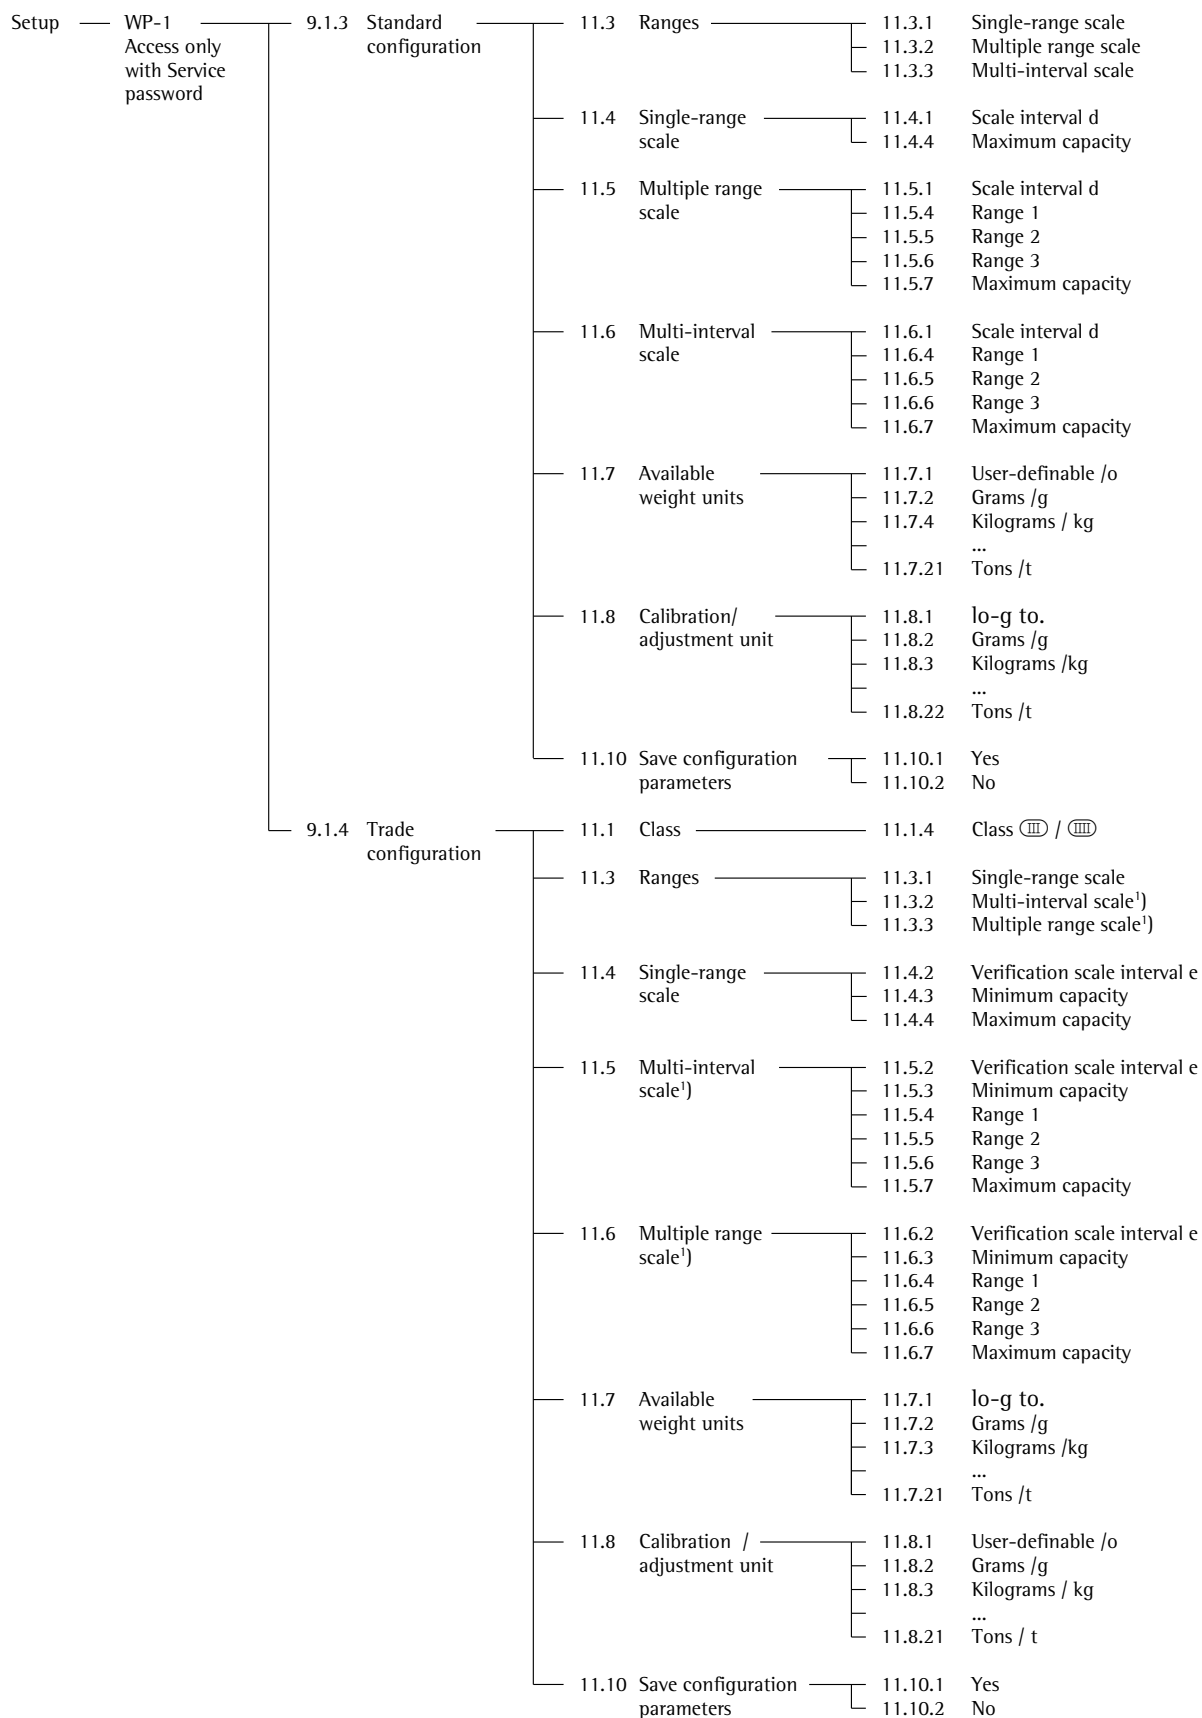 Setup WP-1 9.1.3 Standard 11.3 Ranges 11.3.1 Single-range scale
Access only configuration 11.3.2 Multiple range scale
with Service 11.3.3 Multi-interval scale
password
11.4 Single-range 11.4.1 Scale interval d
scale 11.4.4 Maximum capacity
11.5 Multiple range 11.5.1 Scale interval d
scale 11.5.4 Range 1
11.5.5 Range 2
11.5.6 Range 3
11.5.7 Maximum capacity
11.6 Multi-interval 11.6.1 Scale interval d
scale 11.6.4 Range 1
11.6.5 Range 2
11.6.6 Range 3
11.6.7 Maximum capacity
11.7 Available 11.7.1 User-definable /o
weight units 11.7.2 Grams /g
11.7.4 Kilograms / kg
...
11.7.21 Tons /t
11.8 Calibration/ 11.8.1 lo-g to.
adjustment unit 11.8.2 Grams /g
11.8.3 Kilograms /kg
...
11.8.22 Tons /t
11.10 Save configuration 11.10.1 Yes
parameters 11.10.2 No
9.1.4 Trade 11.1 Class 11.1.4 Class III / IIII
configuration
11.3 Ranges 11.3.1 Single-range scale
11.3.2 Multi-interval scale¹)
11.3.3 Multiple range scale¹)
11.4 Single-range 11.4.2 Verification scale interval e
scale 11.4.3 Minimum capacity
11.4.4 Maximum capacity
11.5 Multi-interval 11.5.2 Verification scale interval e
scale¹) 11.5.3 Minimum capacity
11.5.4 Range 1
11.5.5 Range 2
11.5.6 Range 3
11.5.7 Maximum capacity
11.6 Multiple range 11.6.2 Verification scale interval e
scale¹) 11.6.3 Minimum capacity
11.6.4 Range 1
11.6.5 Range 2
11.6.6 Range 3
11.6.7 Maximum capacity
11.7 Available 11.7.1 lo-g to.
weight units 11.7.2 Grams /g
11.7.3 Kilograms /kg
...
11.7.21 Tons /t
11.8 Calibration / 11.8.1 User-definable /o
adjustment unit 11.8.2 Grams /g
11.8.3 Kilograms / kg
...
11.8.21 Tons / t
11.10 Save configuration 11.10.1 Yes
parameters 11.10.2 No